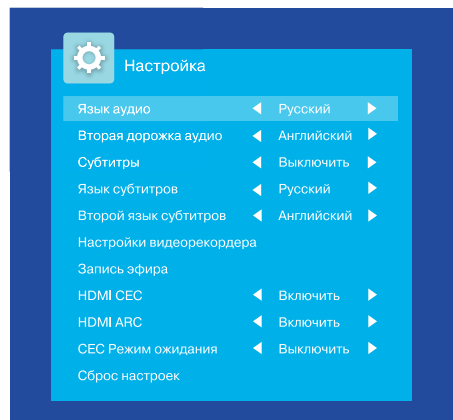 Настройка
Язык аудио Русский
Вторая дорожка аудио Английский
Субтитры Выключить
Язык субтитров Русский
Второй язык субтитров Английский
Настройки видеорекордера
Запись эфира
HDMI CEC Включить
HDMI ARC Включить
CEC Режим ожидания Выключить
Сброс настроек